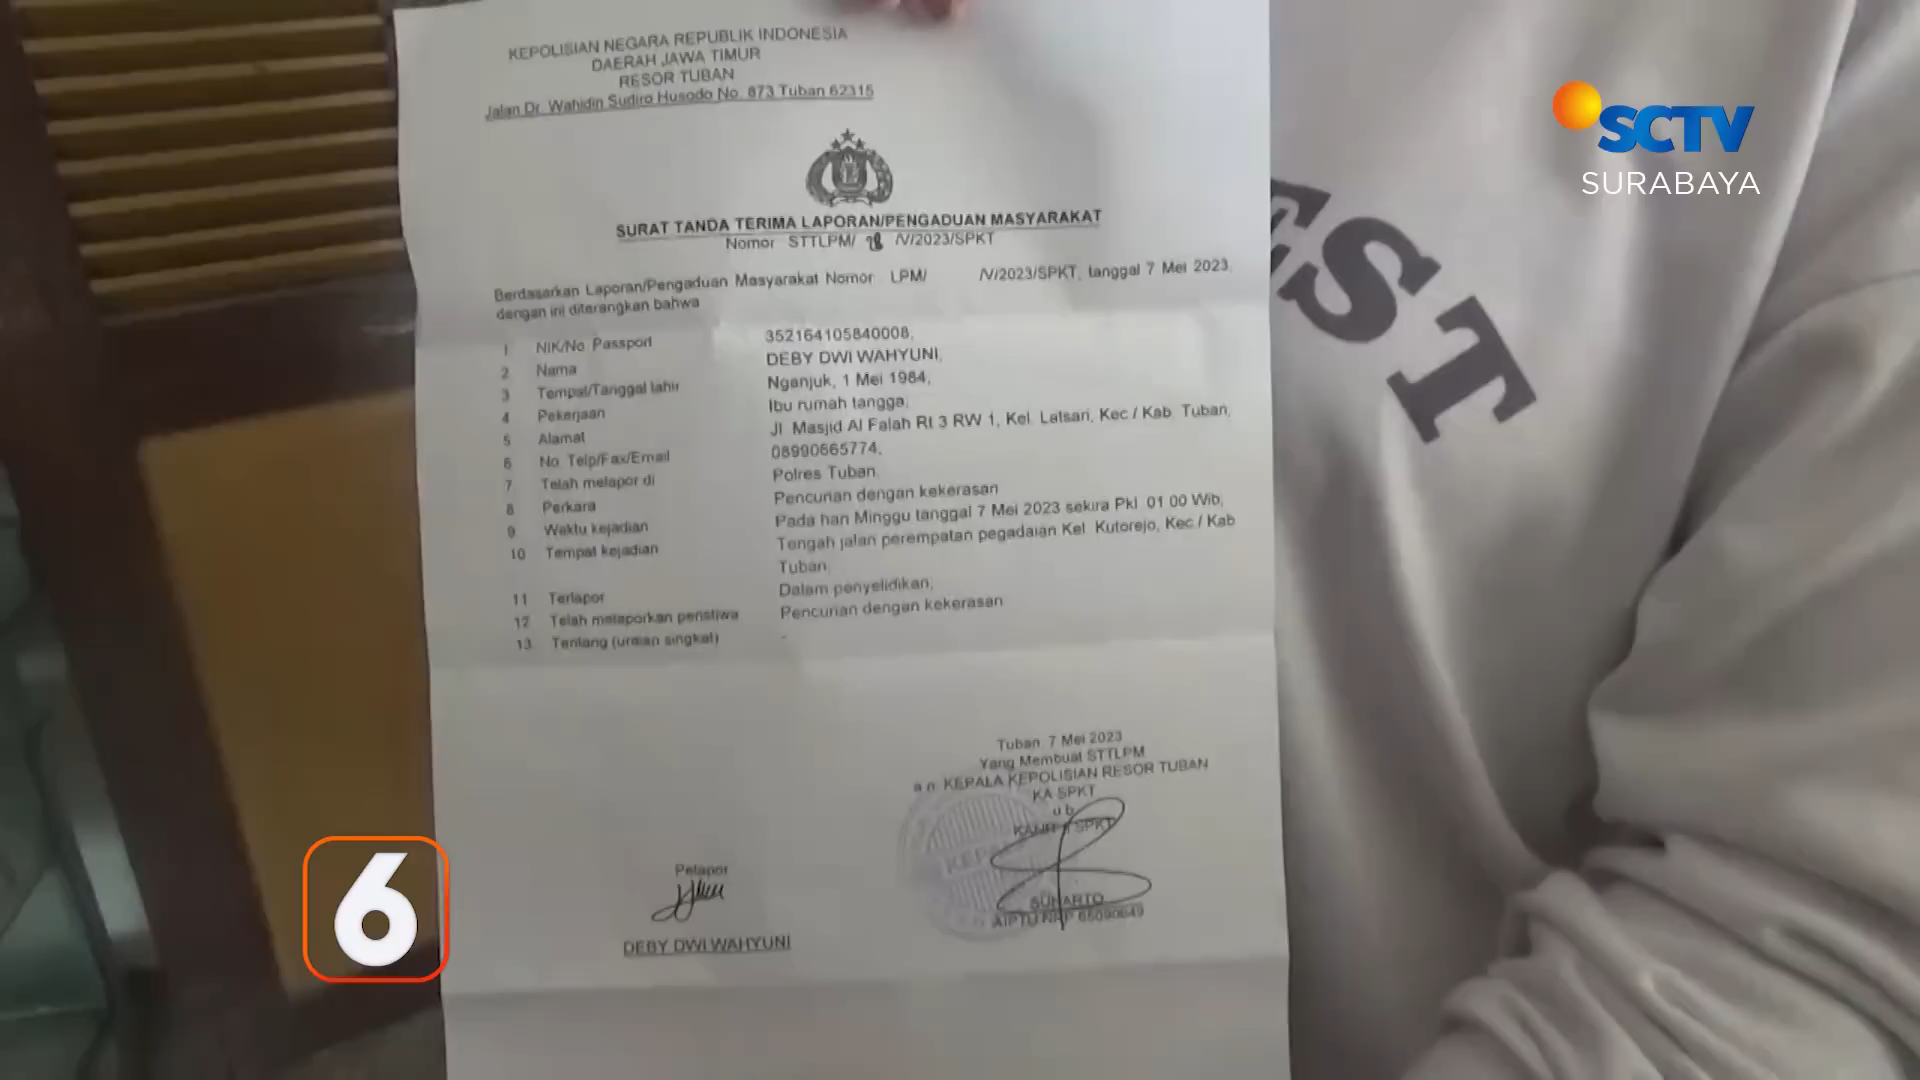 KEPOLISIAN NEGARA REPUBLIK INDONESIA
DAERAH JAWA TIMUR
RESOR TUBAN
Jalan Dr. Wahidin Sudiro Husodo No. 873 Tuban 62315
SCTV
SURABAYA
EST
SURAT TANDA TERIMA LAPORAN/PENGADUAN MASYARAKAT
Nomor STTLPM/ 28 /V/2023/SPKT
Berdasarkan Laporan/Pengaduan Masyarakat Nomor LPM/ /V/2023/SPKT, tanggal 7 Mei 2023,
dengan ini diterangkan bahwa
1 NIK/No Passport 352164105840008,
2 Nama DEBY DWI WAHYUNI,
3 Tempat/Tanggal lahir Nganjuk, 1 Mei 1984,
4 Pekerjaan Ibu rumah tangga,
5 Alamat Jl Masjid Al Falah Rt 3 RW 1, Kel Latsari, Kec / Kab Tuban,
6 No Telp/Fax/Email 08990665774,
7 Telah melapor di Polres Tuban,
8 Perkara Pencurian dengan kekerasan
9 Waktu kejadian Pada hari Minggu tanggal 7 Mei 2023 sekira Pkl 01 00 Wib,
10 Tempat kejadian Tengah jalan perempatan pegadaian Kel Kutorejo, Kec / Kab
Tuban,
11 Terlapor Dalam penyelidikan,
12 Telah melaporkan peristiwa Pencurian dengan kekerasan
13 Tentang (uraian singkat) -
Tuban, 7 Mei 2023
Yang Membuat STTLPM
a n KEPALA KEPOLISIAN RESOR TUBAN
KA SPKT
u b
SPKT
Pelapor
DEBY DWI WAHYUNI
SUHARTO
AIPTU NRP 65090649
6